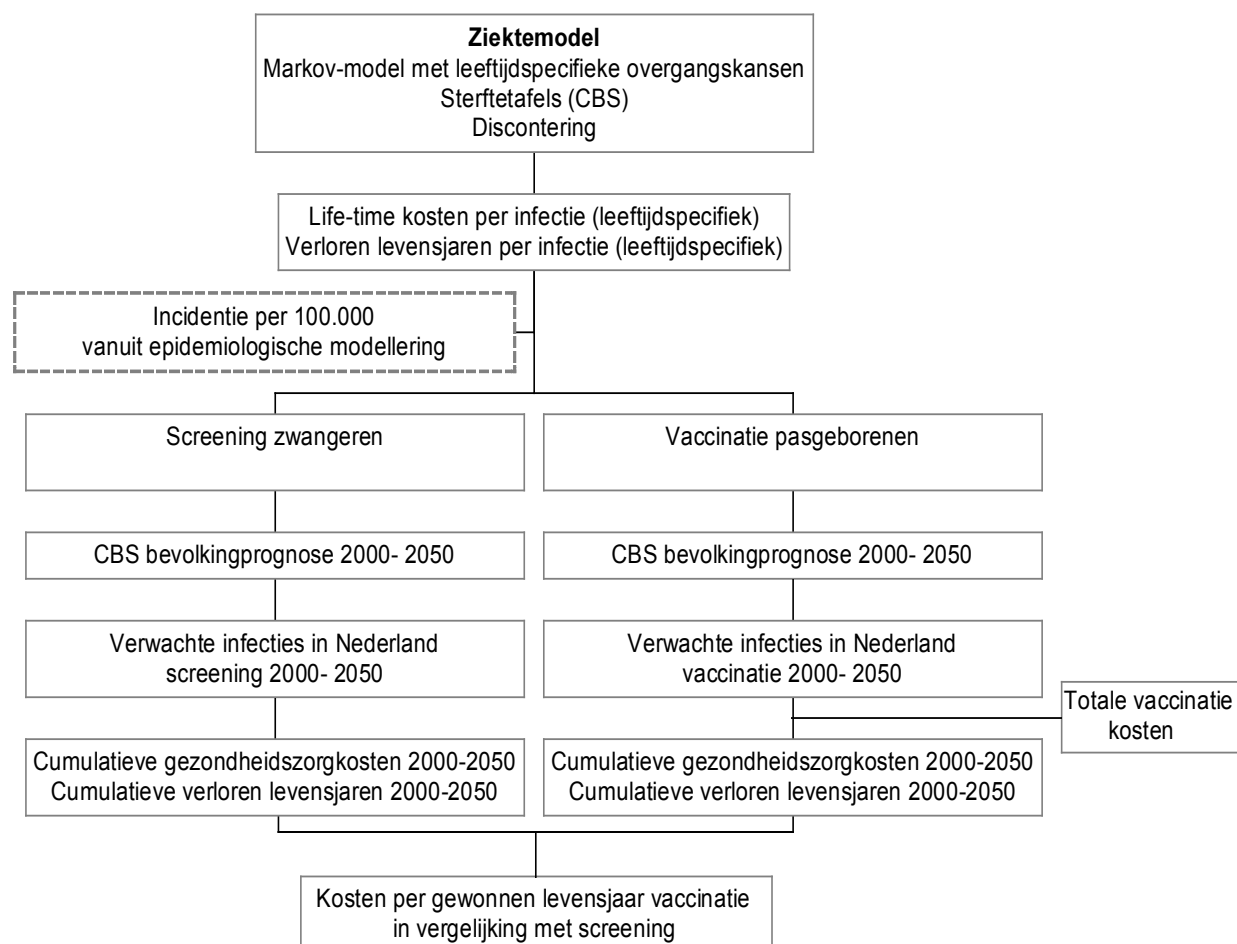 Ziektemodel
Markov-model met leeftijdspecifieke overgangskansen
Sterftetafels (CBS)
Discontering
Life-time kosten per infectie (leeftijdspecifiek)
Verloren levensjaren per infectie (leeftijdspecifiek)
Incidentie per 100.000
vanuit epidemiologische modellering
Screening zwangeren
Vaccinatie pasgeborenen
CBS bevolkingprognose 2000- 2050
CBS bevolkingprognose 2000- 2050
Verwachte infecties in Nederland
screening 2000- 2050
Verwachte infecties in Nederland
vaccinatie 2000- 2050
Totale vaccinatie
kosten
Cumulatieve gezondheidszorgkosten 2000-2050
Cumulatieve verloren levensjaren 2000-2050
Cumulatieve gezondheidszorgkosten 2000-2050
Cumulatieve verloren levensjaren 2000-2050
Kosten per gewonnen levensjaar vaccinatie
in vergelijking met screening